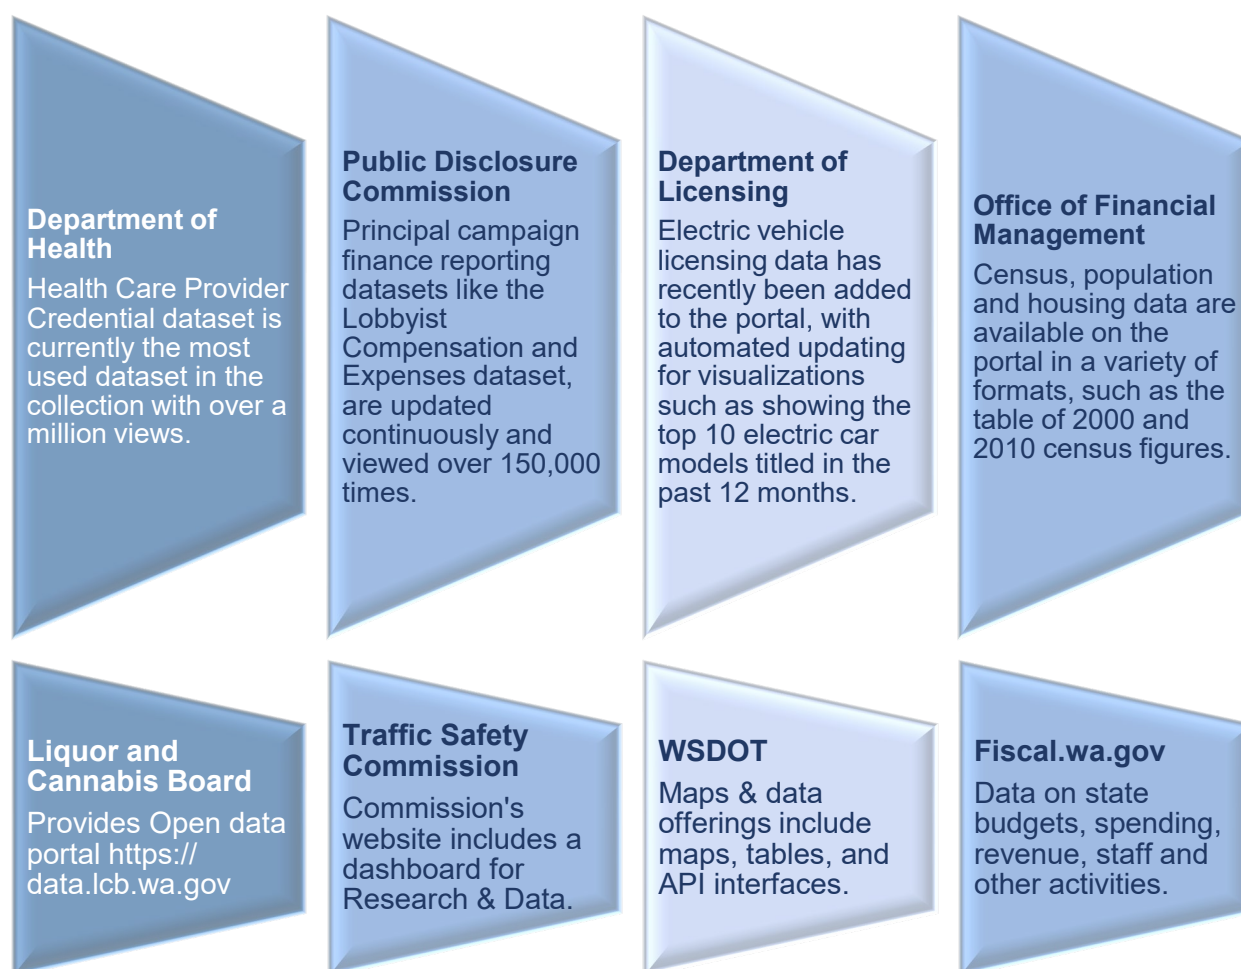 Department of
Health
Health Care Provider
Credential dataset is
currently the most
used dataset in the
collection with over a
million views.
Public Disclosure
Commission
Principal campaign
finance reporting
datasets like the
Lobbyist
Compensation and
Expenses dataset,
are updated
continuously and
viewed over 150,000
times.
Department of
Licensing
Electric vehicle
licensing data has
recently been added
to the portal, with
automated updating
for visualizations
such as showing the
top 10 electric car
models titled in the
past 12 months.
Office of Financial
Management
Census, population
and housing data are
available on the
portal in a variety of
formats, such as the
table of 2000 and
2010 census figures.
Liquor and
Cannabis Board
Provides Open data
portal https://
data.lcb.wa.gov
Traffic Safety
Commission
Commission's
website includes a
dashboard for
Research & Data.
WSDOT
Maps & data
offerings include
maps, tables, and
API interfaces.
Fiscal.wa.gov
Data on state
budgets, spending,
revenue, staff and
other activities.